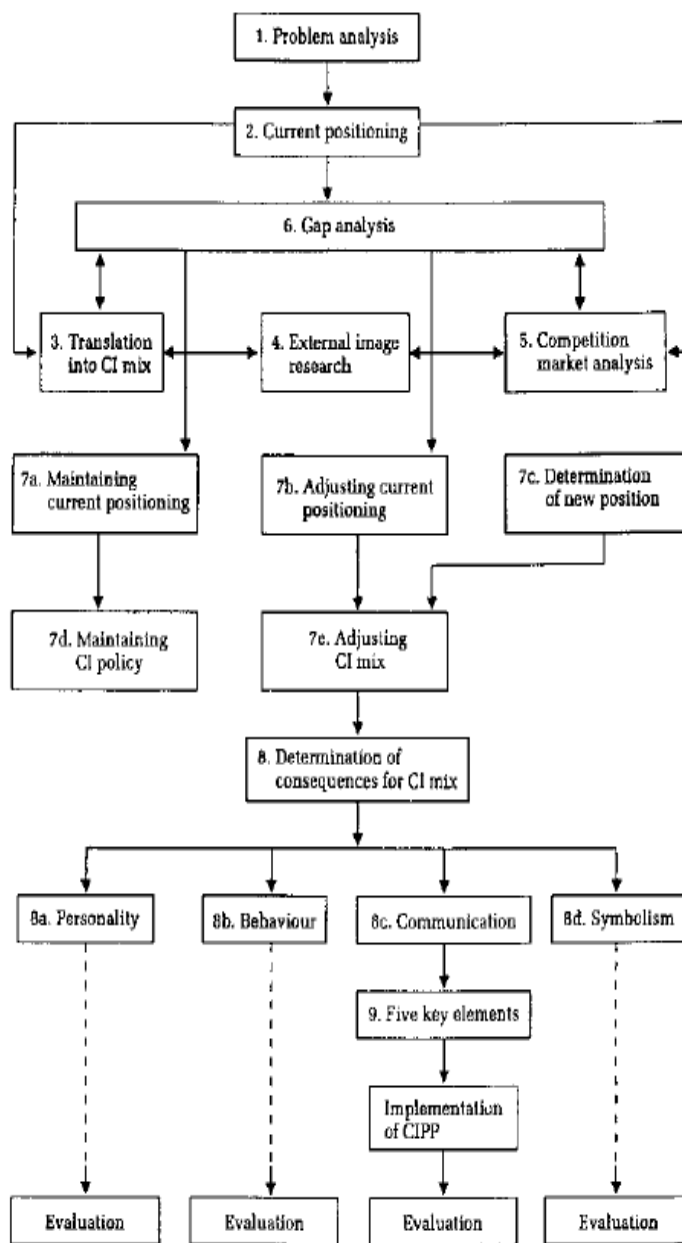 1. Problem analysis
2. Current positioning
6. Gap analysis
3. Translation
into CI mix
4. External image
research
5. Competition
market analysis
7a. Maintaining
current positioning
7b. Adjusting current
positioning
7c. Determination
of new position
7d. Maintaining
CI policy
7e. Adjusting
CI mix
8. Determination of
consequences for CI mix
8a. Personality
8b. Behaviour
8c. Communication
8d. Symbolism
9. Five key elements
Implementation
of CIPP
Evaluation
Evaluation
Evaluation
Evaluation